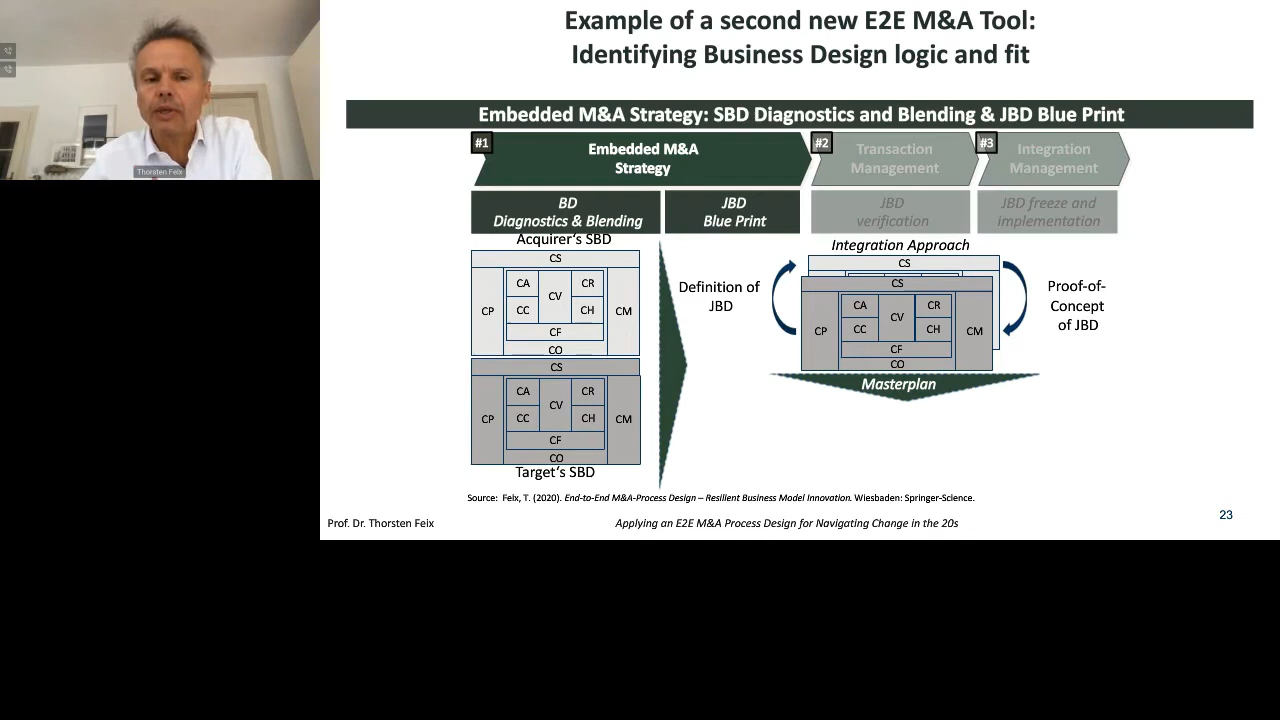 Thorsten Feix
Example of a second new E2E M&A Tool:
Identifying Business Design logic and fit
Embedded M&A Strategy: SBD Diagnostics and Blending & JBD Blue Print
#1
Embedded M&A
Strategy
#2
Transaction
Management
#3
Integration
Management
BD
Diagnostics & Blending
JBD
Blue Print
JBD
verification
JBD freeze and
implementation
Acquirer‘s SBD
CS
CP
CA
CV
CR
CC
CH
CM
CF
CO
CS
CP
CA
CV
CR
CC
CH
CM
CF
CO
Target‘s SBD
Definition of
JBD
Integration Approach
CS
CS
CP
CA
CV
CR
CC
CH
CM
CF
CO
Masterplan
Proof-of-
Concept
of JBD
Source: Feix, T. (2020). End-to-End M&A-Process Design – Resilient Business Model Innovation. Wiesbaden: Springer-Science.
Prof. Dr. Thorsten Feix
Applying an E2E M&A Process Design for Navigating Change in the 20s
23